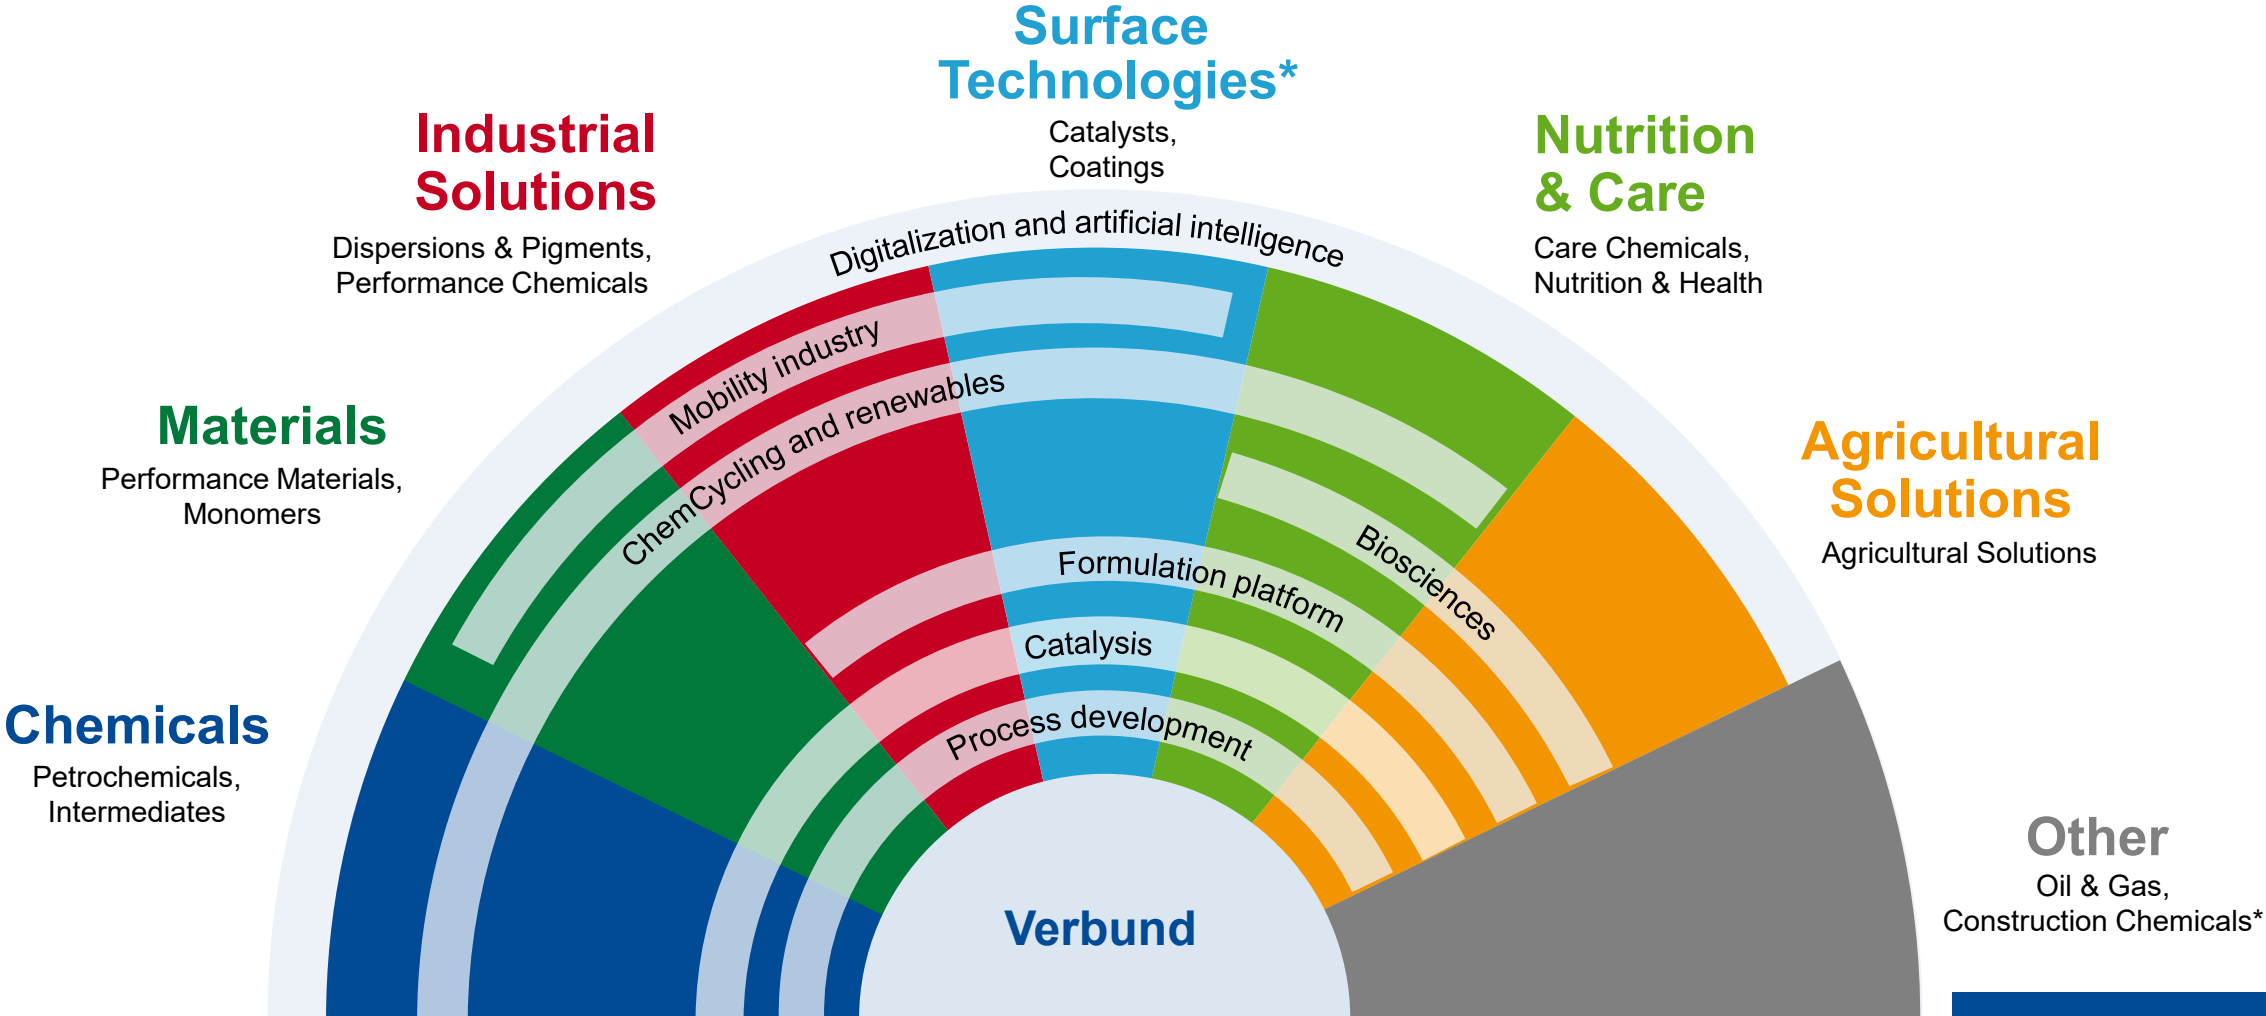 Surface
Technologies*
Catalysts,
Coatings
Industrial
Solutions
Dispersions & Pigments,
Performance Chemicals
Nutrition
& Care
Care Chemicals,
Nutrition & Health
Materials
Performance Materials,
Monomers
Agricultural
Solutions
Agricultural Solutions
Chemicals
Petrochemicals,
Intermediates
Other
Oil & Gas,
Construction Chemicals*
Digitalization and artificial intelligence
Mobility industry
ChemCycling and renewables
Biosciences
Formulation platform
Catalysis
Process development
Verbund